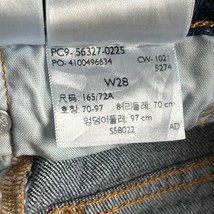 PC9- 56327-0225
PO- 4100496634 CW- 1021
5274
W28
尺码: 165/72A
호칭: 70-97 허리둘레: 70 cm
엉덩이둘레: 97 cm
S58022 AD